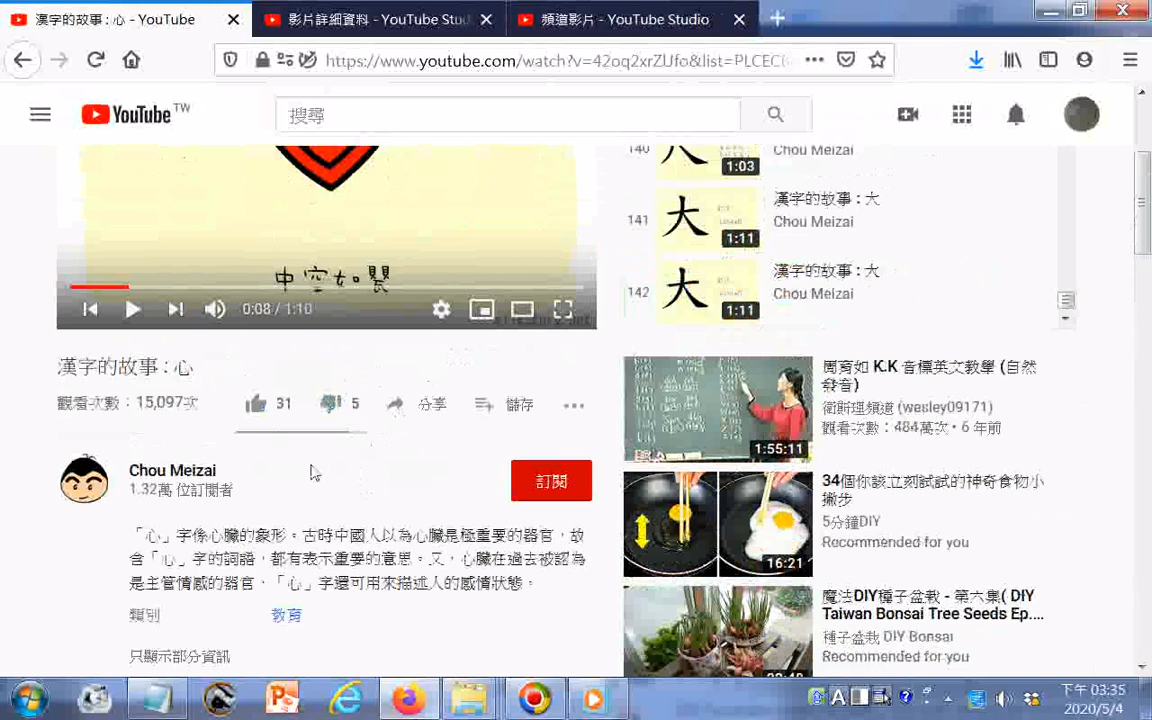 漢字的故事 : 心 - YouTube
影片詳細資料 - YouTube Stu
頻道影片 - YouTube Studio
https://www.youtube.com/watch?v=42oq2xrZUfo&list=PLCEC
YouTube TW
搜尋
中空如甖
0:08 / 1:10
140
1:03
Chou Meizai
141
大
1:11
漢字的故事 : 大
Chou Meizai
142
大
1:11
漢字的故事 : 大
Chou Meizai
漢字的故事 : 心
觀看次數：15,097次
31
5
分享
儲存
Chou Meizai
1.32萬 位訂閱者
訂閱
「心」字係心臟的象形。古時中國人以為心臟是極重要的器官，故
含「心」字的詞語，都有表示重要的意思。又，心臟在過去被認為
是主管情感的器官、「心」字還可用來描述人的感情狀態。
類別
教育
只顯示部分資訊
周育如 K.K 音標英文教學 (自然
發音)
衛斯理頻道 (wesley09171)
觀看次數：484萬次 • 6 年前
1:55:11
34個你該立刻試試的神奇食物小
撇步
5分鐘DIY
Recommended for you
16:21
魔法DIY種子盆栽 - 第六集( DIY
Taiwan Bonsai Tree Seeds Ep....
種子盆栽 DIY Bonsai
Recommended for you
下午 03:35
2020/5/4